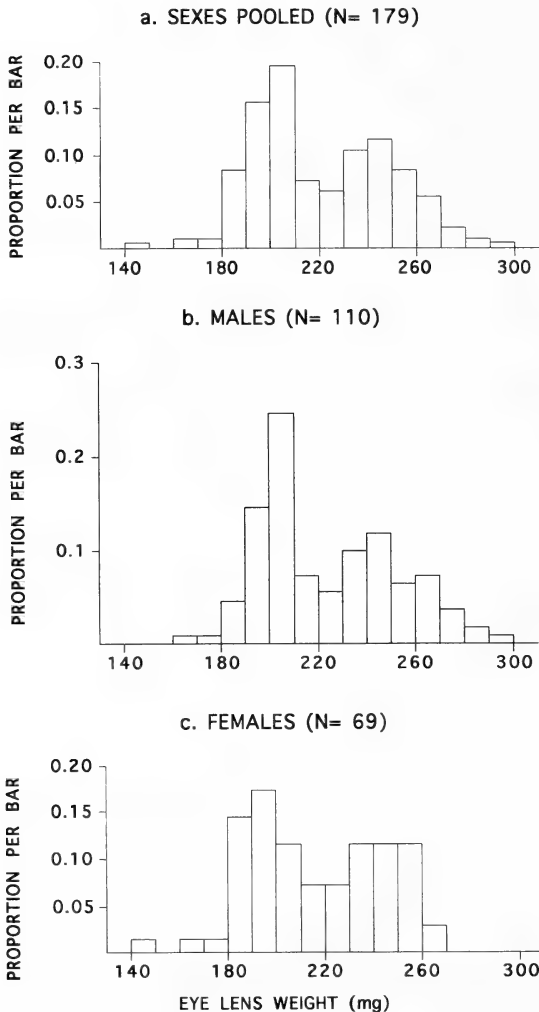 a. SEXES POOLED (N= 179)
PROPORTION PER BAR
0.20
0.15
0.10
0.05
140 180 220 260 300
b. MALES (N= 110)
PROPORTION PER BAR
0.3
0.2
0.1
140 180 220 260 300
c. FEMALES (N= 69)
PROPORTION PER BAR
0.20
0.15
0.10
0.05
140 180 220 260 300
EYE LENS WEIGHT (mg)